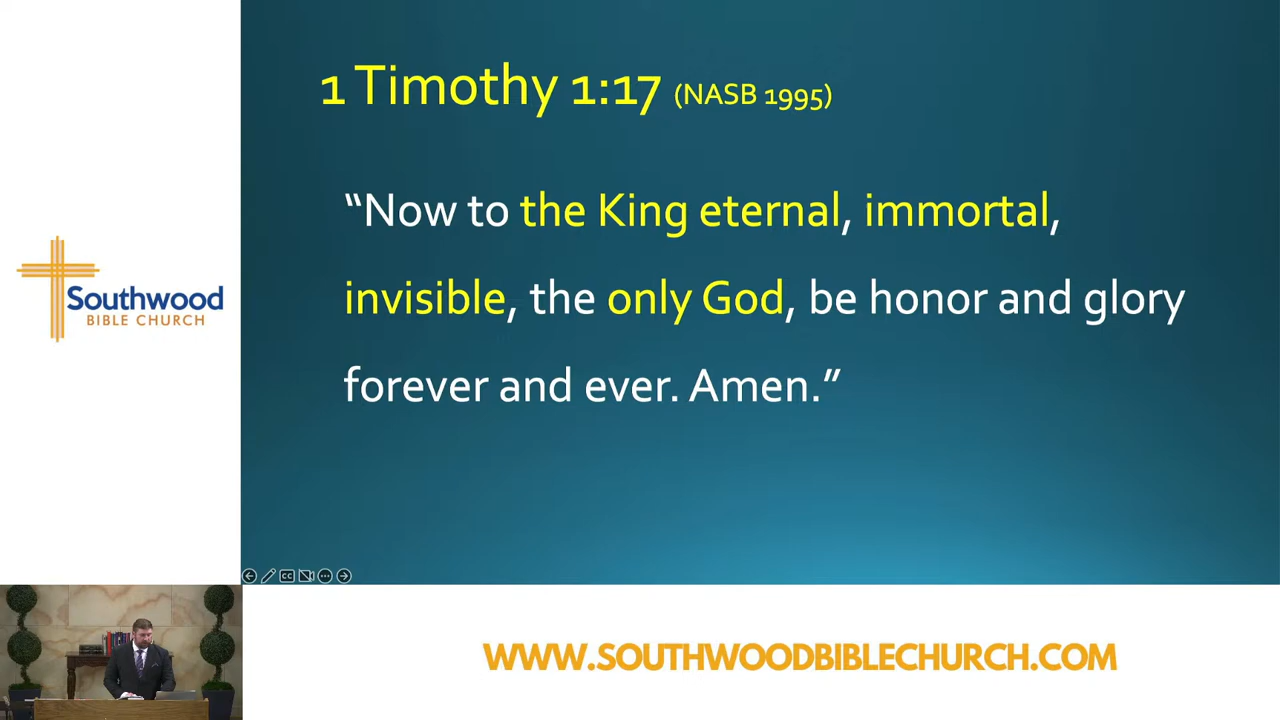 1 Timothy 1:17 (NASB 1995)
“Now to the King eternal, immortal,
invisible, the only God, be honor and glory
forever and ever. Amen.”
Southwood
BIBLE CHURCH
CC
WWW.SOUTHWOODBIBLECHURCH.COM